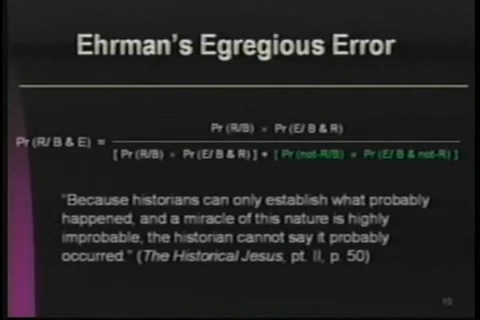 Ehrman's Egregious Error
Pr (R/B) × Pr (E/ B & R)
Pr (R/ B & E) =
[ Pr (R/B) × Pr (E/ B & R) ] + [ Pr (not-R/B) × Pr (E/ B & not-R) ]
"Because historians can only establish what probably
happened, and a miracle of this nature is highly
improbable, the historian cannot say it probably
occurred." (The Historical Jesus, pt. II, p. 50)
19